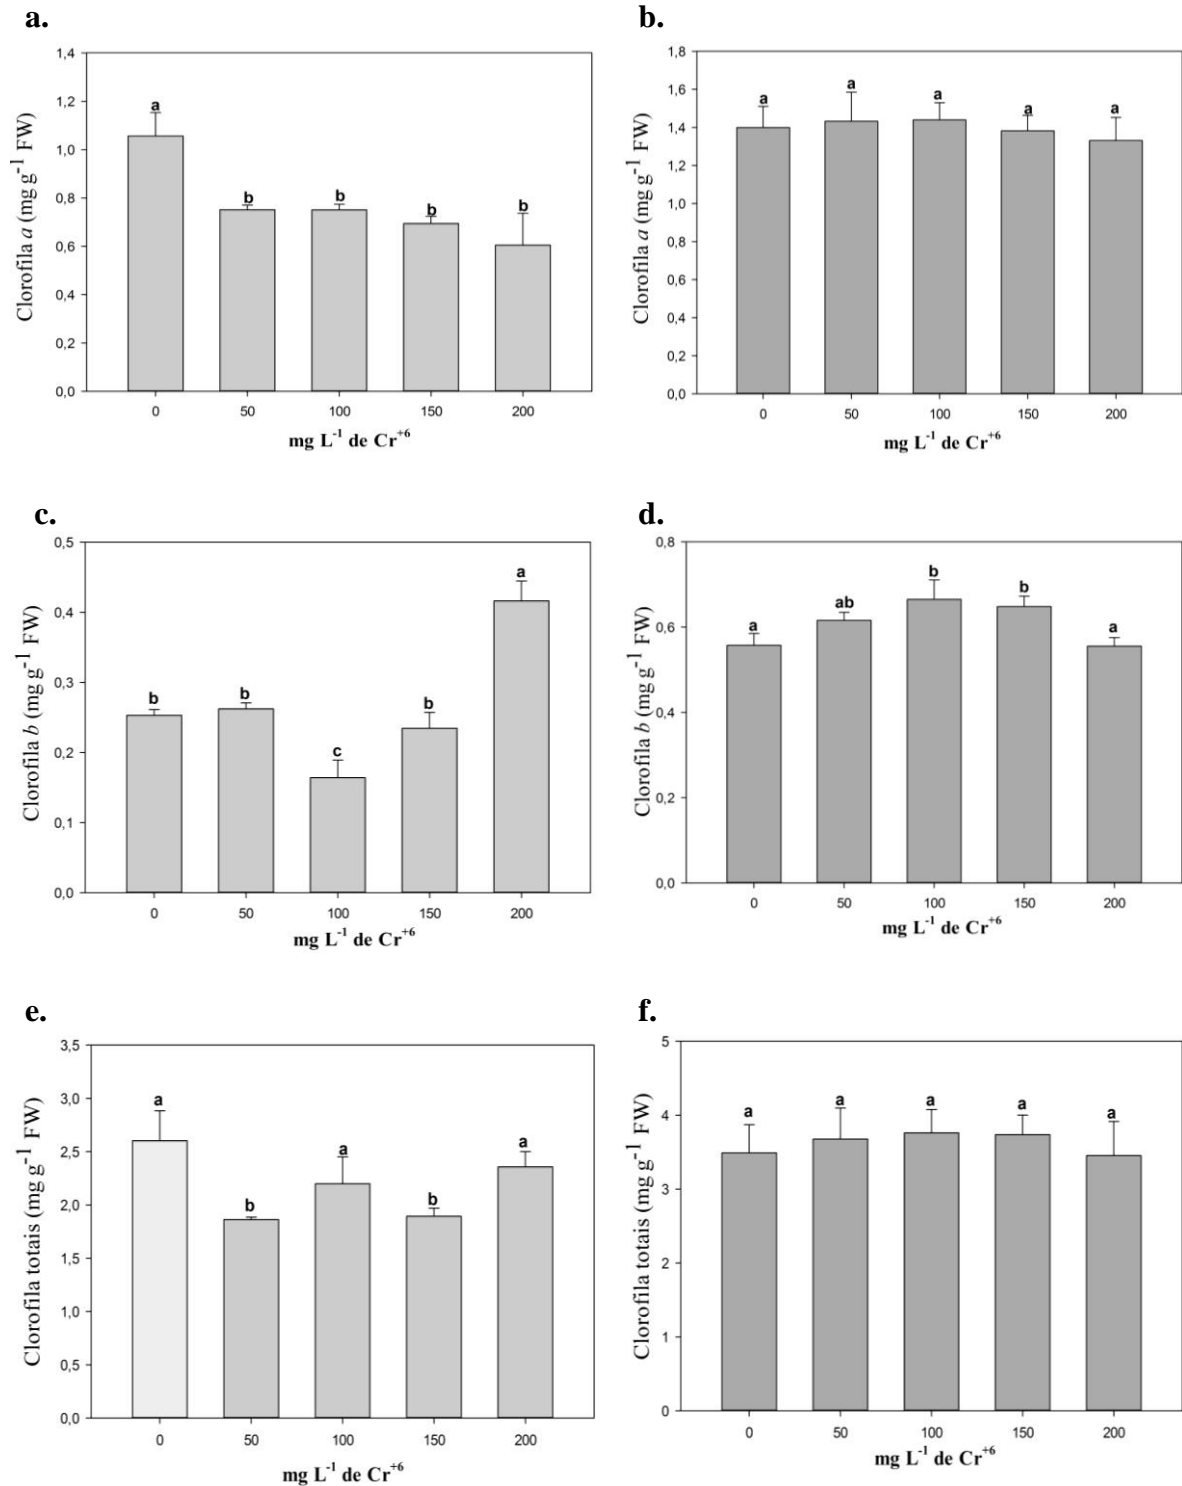 a.
Clorofila a (mg g-1 FW)
1,4
1,2
1,0
0,8
0,6
0,4
0,2
0,0
a
b
b
b
b
0 50 100 150 200
mg L-1 de Cr+6
b.
Clorofila a (mg g-1 FW)
1,8
1,6
1,4
1,2
1,0
0,8
0,6
0,4
0,2
0,0
a
a
a
a
a
0 50 100 150 200
mg L-1 de Cr+6
c.
Clorofila b (mg g-1 FW)
0,5
0,4
0,3
0,2
0,1
0,0
b
b
c
b
a
0 50 100 150 200
mg L-1 de Cr+6
d.
Clorofila b (mg g-1 FW)
0,8
0,6
0,4
0,2
0,0
a
ab
b
b
a
0 50 100 150 200
mg L-1 de Cr+6
e.
Clorofila totais (mg g-1 FW)
3,5
3,0
2,5
2,0
1,5
1,0
0,5
0,0
a
b
a
b
a
0 50 100 150 200
mg L-1 de Cr+6
f.
Clorofila totais (mg g-1 FW)
5
4
3
2
1
0
a
a
a
a
a
0 50 100 150 200
mg L-1 de Cr+6